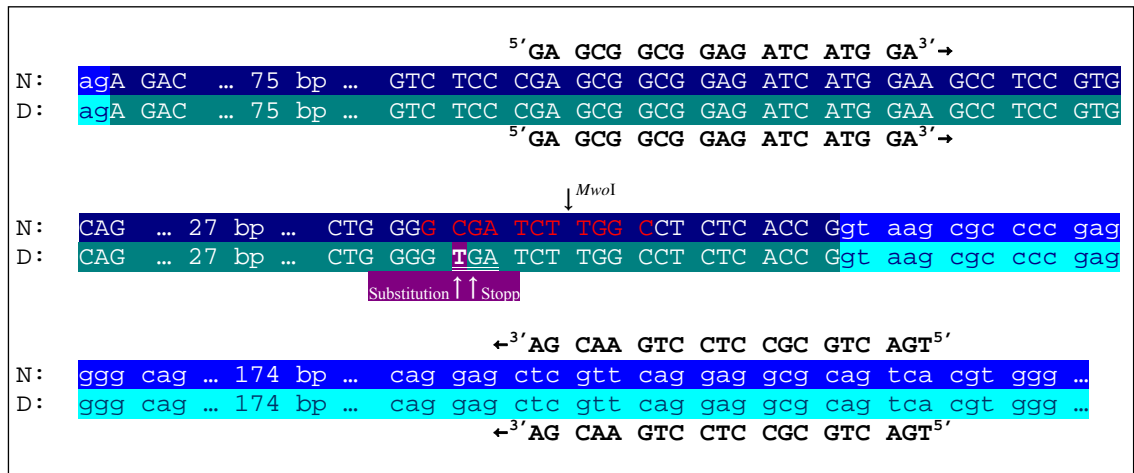 5′GA GCG GCG GAG ATC ATG GA3′→
N: agA GAC … 75 bp … GTC TCC CGA GCG GCG GAG ATC ATG GAA GCC TCC GTG
D: agA GAC … 75 bp … GTC TCC CGA GCG GCG GAG ATC ATG GAA GCC TCC GTG
5′GA GCG GCG GAG ATC ATG GA3′→
↓MwoI
N: CAG … 27 bp … CTG GGG CGA TCT TGG CCT CTC ACC Ggt aag cgc ccc gag
D: CAG … 27 bp … CTG GGG TGA TCT TGG CCT CTC ACC Ggt aag cgc ccc gag
Substitution ↑↑ Stopp
←3′AG CAA GTC CTC CGC GTC AGT5′
N: ggg cag … 174 bp … cag gag ctc gtt cag gag gcg cag tca cgt ggg …
D: ggg cag … 174 bp … cag gag ctc gtt cag gag gcg cag tca cgt ggg …
←3′AG CAA GTC CTC CGC GTC AGT5′